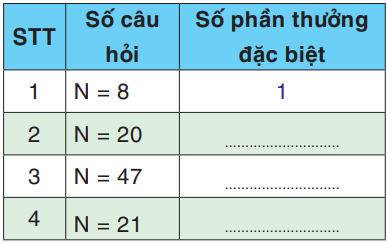 STT Số câu hỏi Số phần thưởng đặc biệt
1 N = 8 1
2 N = 20 ............................
3 N = 47 ............................
4 N = 21 ............................